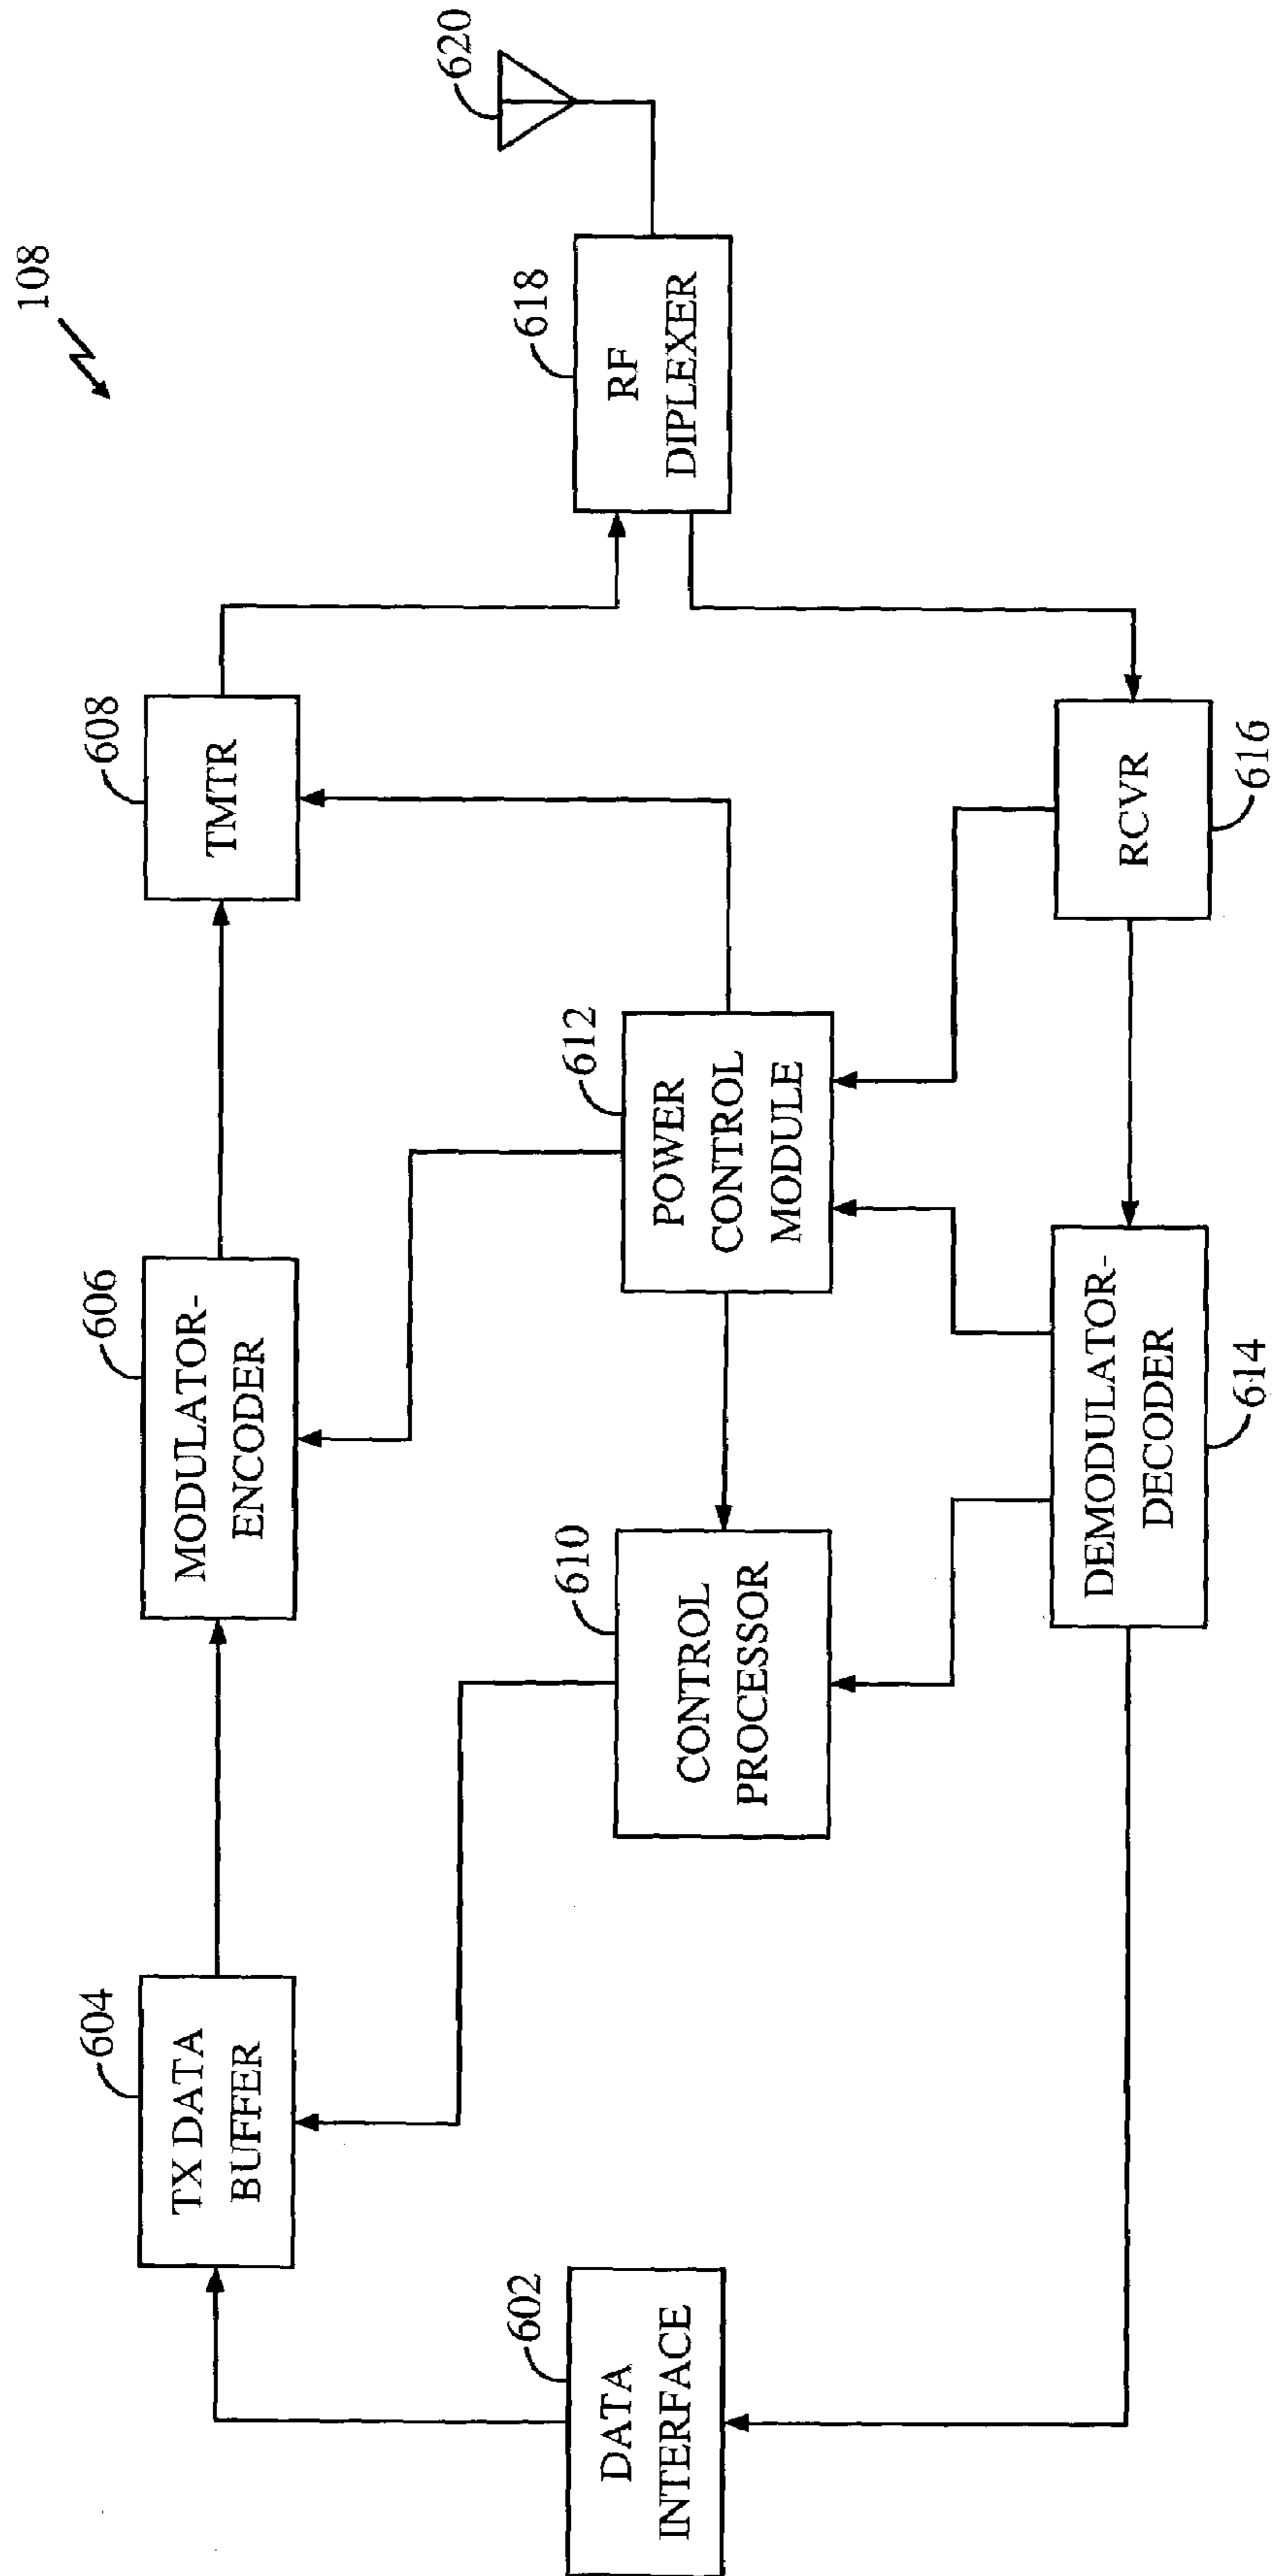 108
604
TX DATA
BUFFER
606
MODULATOR-
ENCODER
608
TMTR
602
DATA
INTERFACE
610
CONTROL
PROCESSOR
612
POWER
CONTROL
MODULE
618
RF
DIPLEXER
620
DEMODULATOR-
DECODER
614
RCVR
616